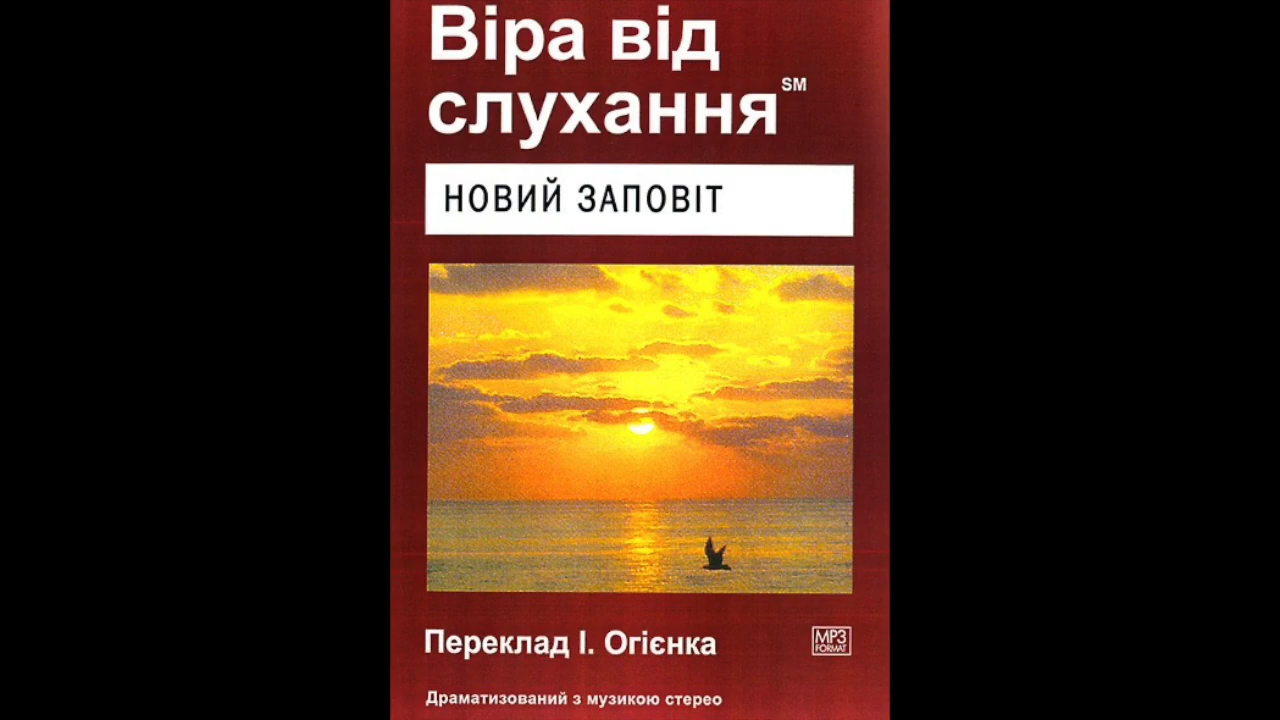 Віра від
слухання SM
НОВИЙ ЗАПОВІТ
Переклад І. Огієнка
MP3
FORMAT
Драматизований з музикою стерео